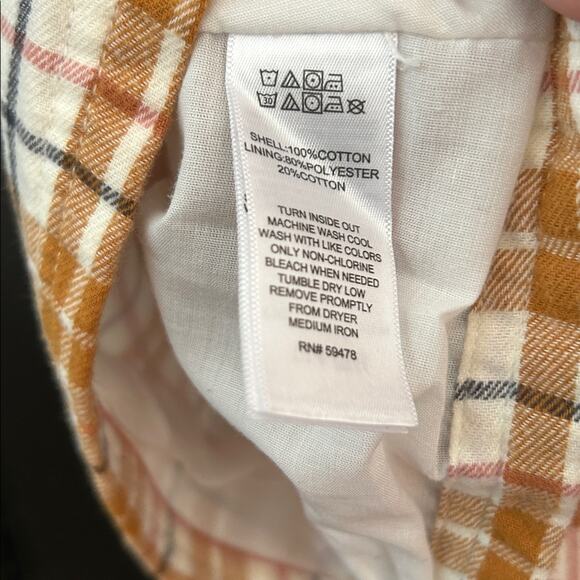 30
SHELL:100%COTTON
LINING:80%POLYESTER
20%COTTON
TURN INSIDE OUT
MACHINE WASH COOL
WASH WITH LIKE COLORS
ONLY NON-CHLORINE
BLEACH WHEN NEEDED
TUMBLE DRY LOW
REMOVE PROMPTLY
FROM DRYER
MEDIUM IRON
RN# 59478